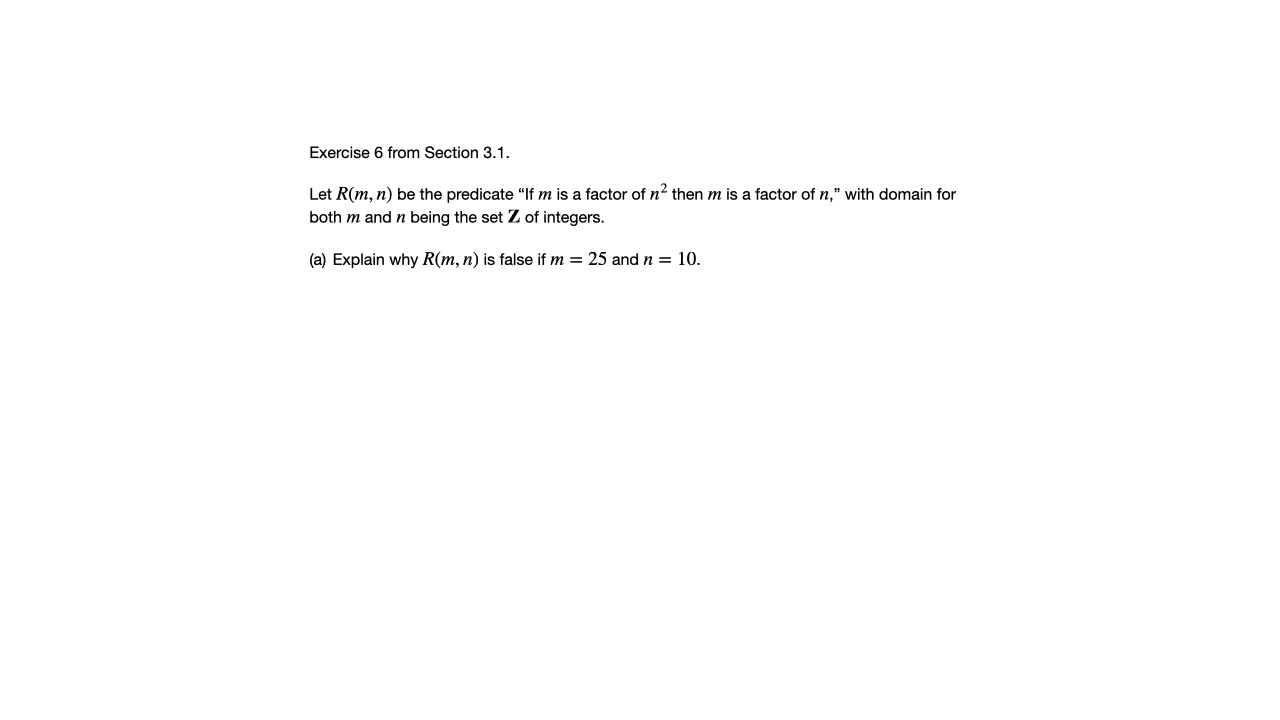 Exercise 6 from Section 3.1.
Let R(m, n) be the predicate “If m is a factor of n² then m is a factor of n,” with domain for
both m and n being the set Z of integers.
(a) Explain why R(m, n) is false if m = 25 and n = 10.